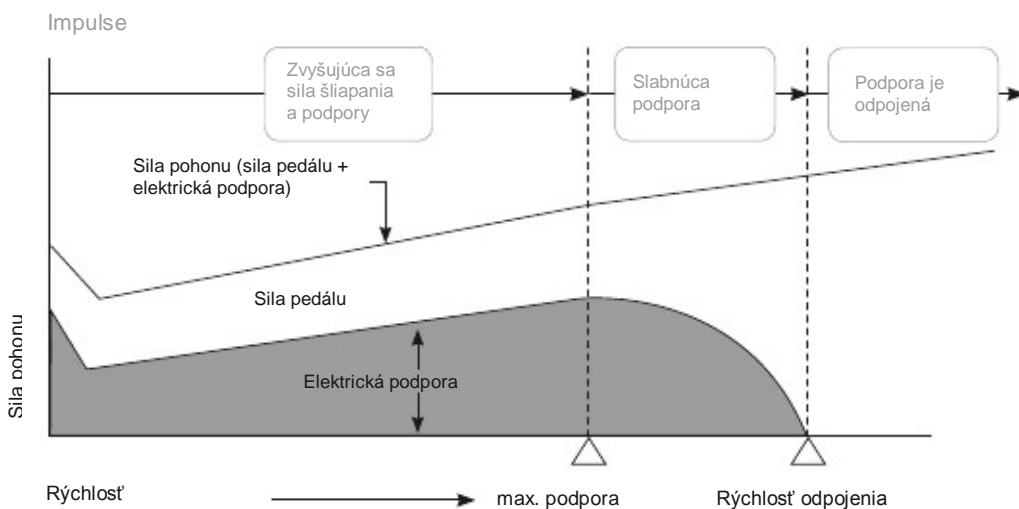 Impulse
Zvyšujúca sa
sila šliapania
a podpory
Slabnúca
podpora
Podpora je
odpojená
Sila pohonu (sila pedálu +
elektrická podpora)
Sila pedálu
Elektrická podpora
Sila pohonu
Rýchlosť
max. podpora
Rýchlosť odpojenia